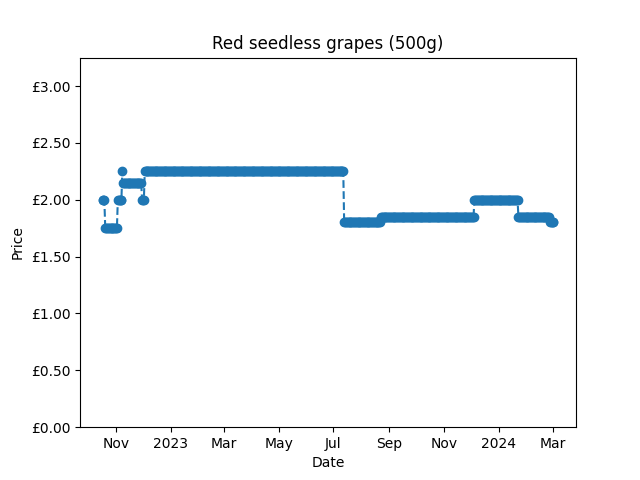 Red seedless grapes (500g)
£3.00
£2.50
£2.00
£1.50
£1.00
£0.50
£0.00
Price
Nov 2023 Mar May Jul Sep Nov 2024 Mar
Date